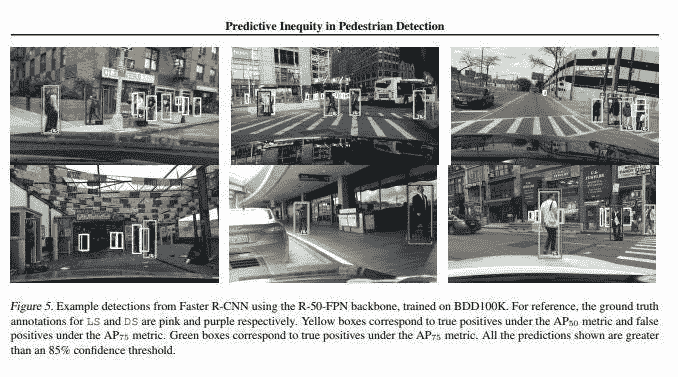 Predictive Inequity in Pedestrian Detection
Figure 5. Example detections from Faster R-CNN using the R-50-FPN backbone, trained on BDD100K. For reference, the ground truth
annotations for LS and DS are pink and purple respectively. Yellow boxes correspond to true positives under the AP50 metric and false
positives under the AP75 metric. Green boxes correspond to true positives under the AP75 metric. All the predictions shown are greater
than an 85% confidence threshold.